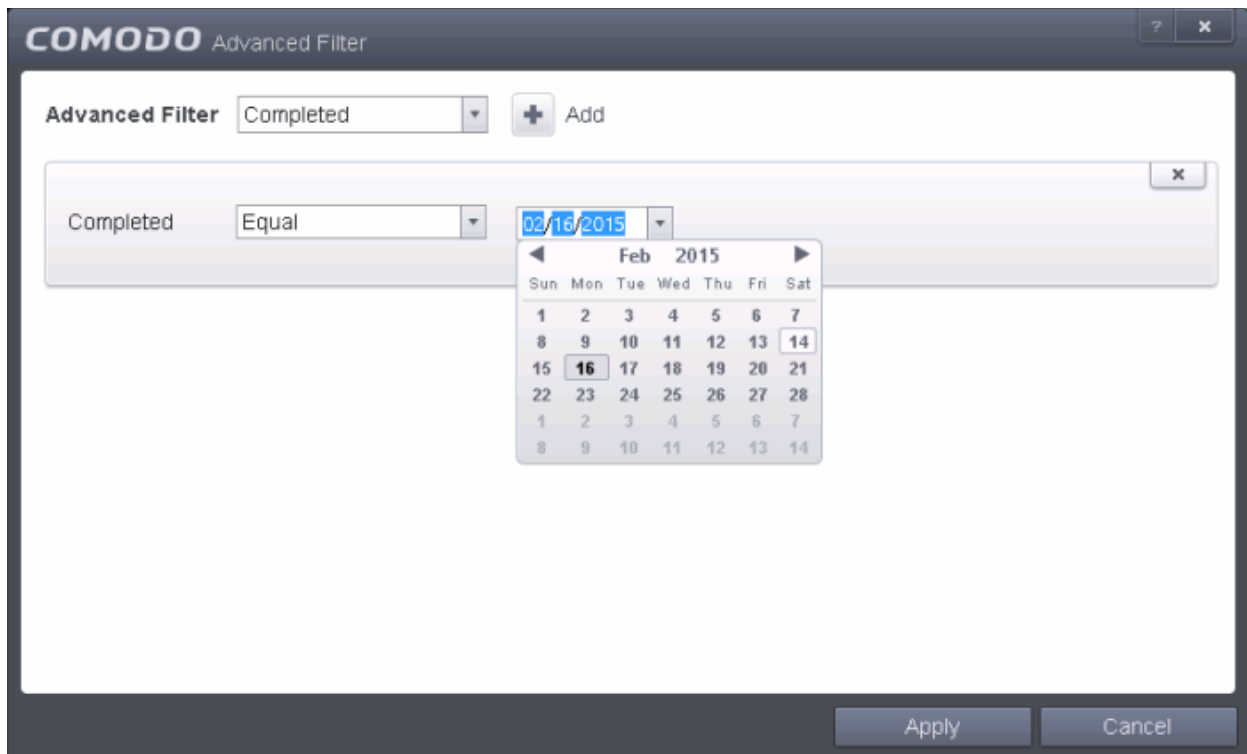 COMODO Advanced Filter ?
Advanced Filter Completed Add
Completed Equal 02/16/2015
Feb 2015
Sun Mon Tue Wed Thu Fri Sat
1 2 3 4 5 6 7
8 9 10 11 12 13 14
15 16 17 18 19 20 21
22 23 24 25 26 27 28
1 2 3 4 5 6 7
8 9 10 11 12 13 14
Apply Cancel